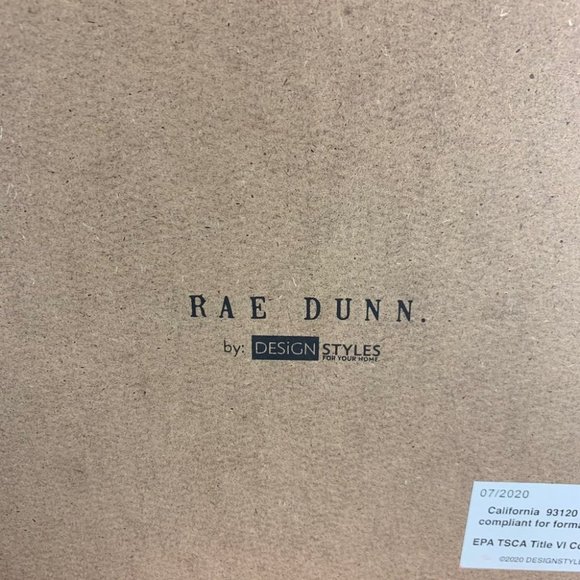 RAE DUNN.
by: DESiGN STYLES
FOR YOUR HOME
07/2020
California 93120
compliant for forma
EPA TSCA Title VI Co
©2020 DESIGNSTYLE